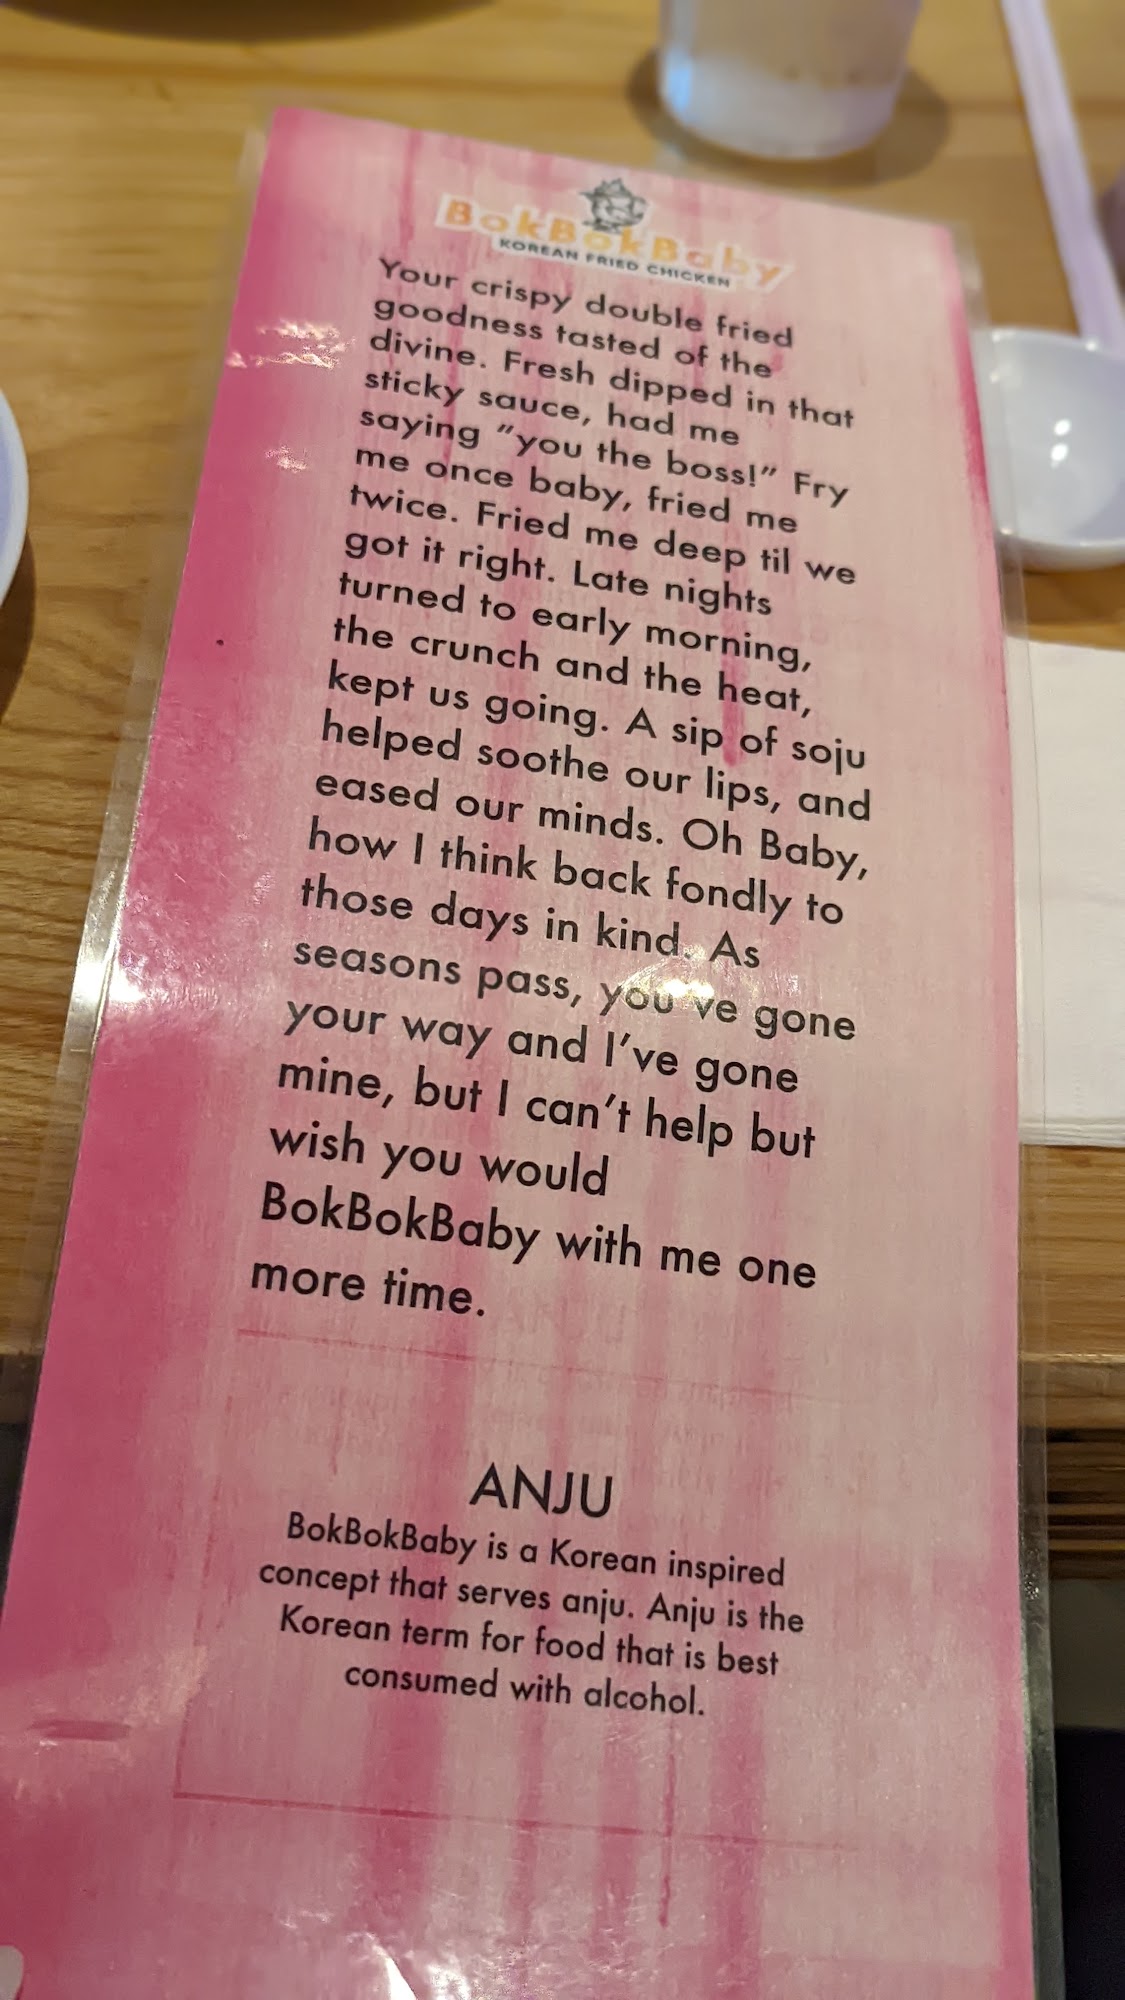 BokBokBaby
KOREAN FRIED CHICKEN
Your crispy double fried
goodness tasted of the
divine. Fresh dipped in that
sticky sauce, had me
saying "you the boss!" Fry
me once baby, fried me
twice. Fried me deep til we
got it right. Late nights
turned to early morning,
the crunch and the heat,
kept us going. A sip of soju
helped soothe our lips, and
eased our minds. Oh Baby,
how I think back fondly to
those days in kind. As
seasons pass, you've gone
your way and I've gone
mine, but I can't help but
wish you would
BokBokBaby with me one
more time.
ANJU
BokBokBaby is a Korean inspired
concept that serves anju. Anju is the
Korean term for food that is best
consumed with alcohol.